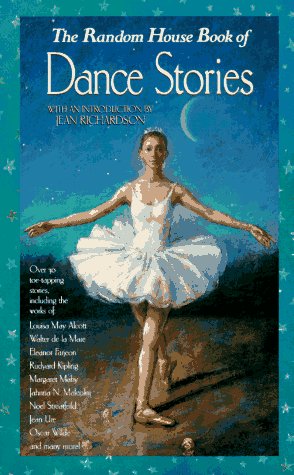 The Random House Book of
Dance Stories
WITH AN INTRODUCTION BY
JEAN RICHARDSON
Over 30
toe-tapping
stories,
including the
works of
Louisa May Alcott
Walter de la Mare
Eleanor Farjeon
Rudyard Kipling
Margaret Mahy
Jahnna N. Malcolm
Noel Streatfeild
Jean Ure
Oscar Wilde
and many more!